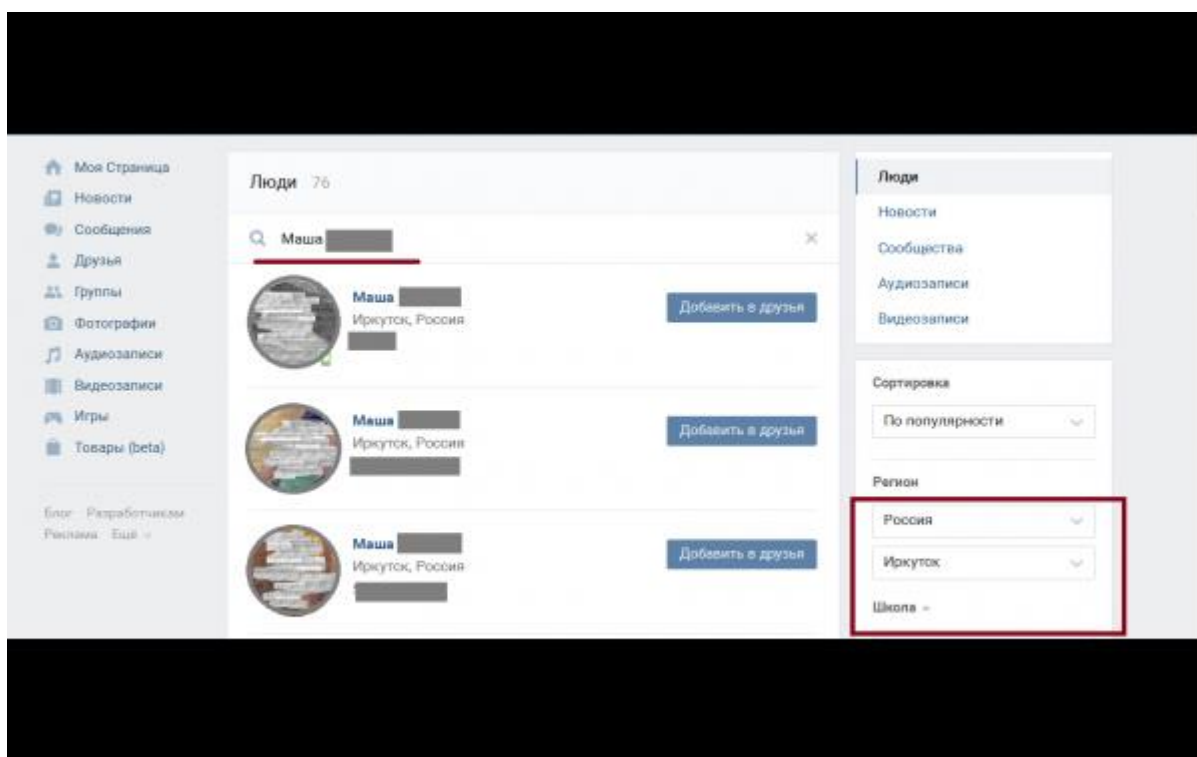 Моя Страница
Новости
Сообщения
Друзья
Группы
Фотографии
Аудиозаписи
Видеозаписи
Игры
Товары (beta)
Блог Разработчикам
Реклама Ещё
Люди 76
Маша
Маша
Иркутск, Россия
Добавить в друзья
Маша
Иркутск, Россия
Добавить в друзья
Маша
Иркутск, Россия
Добавить в друзья
Люди
Новости
Сообщества
Аудиозаписи
Видеозаписи
Сортировка
По популярности
Регион
Россия
Иркутск
Школа